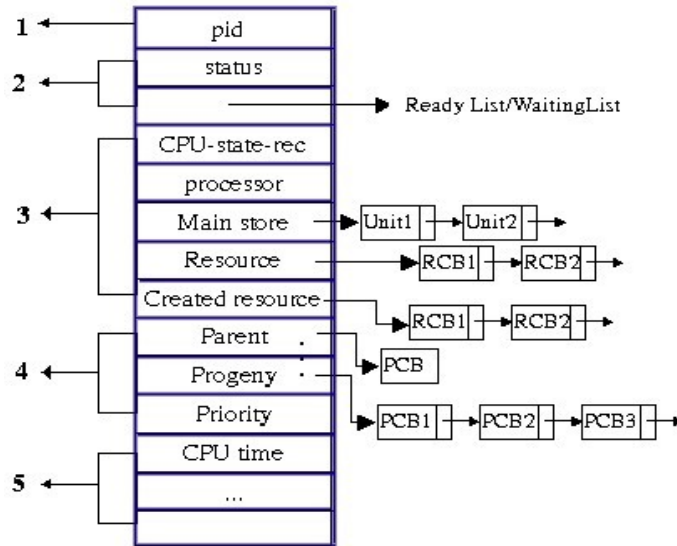 1
pid
2
status
Ready List/WaitingList
3
CPU-state-rec
processor
Main store
Unit1
Unit2
Resource
RCB1
RCB2
Created resource
RCB1
RCB2
4
Parent
PCB
Progeny
PCB1
PCB2
PCB3
Priority
5
CPU time
...